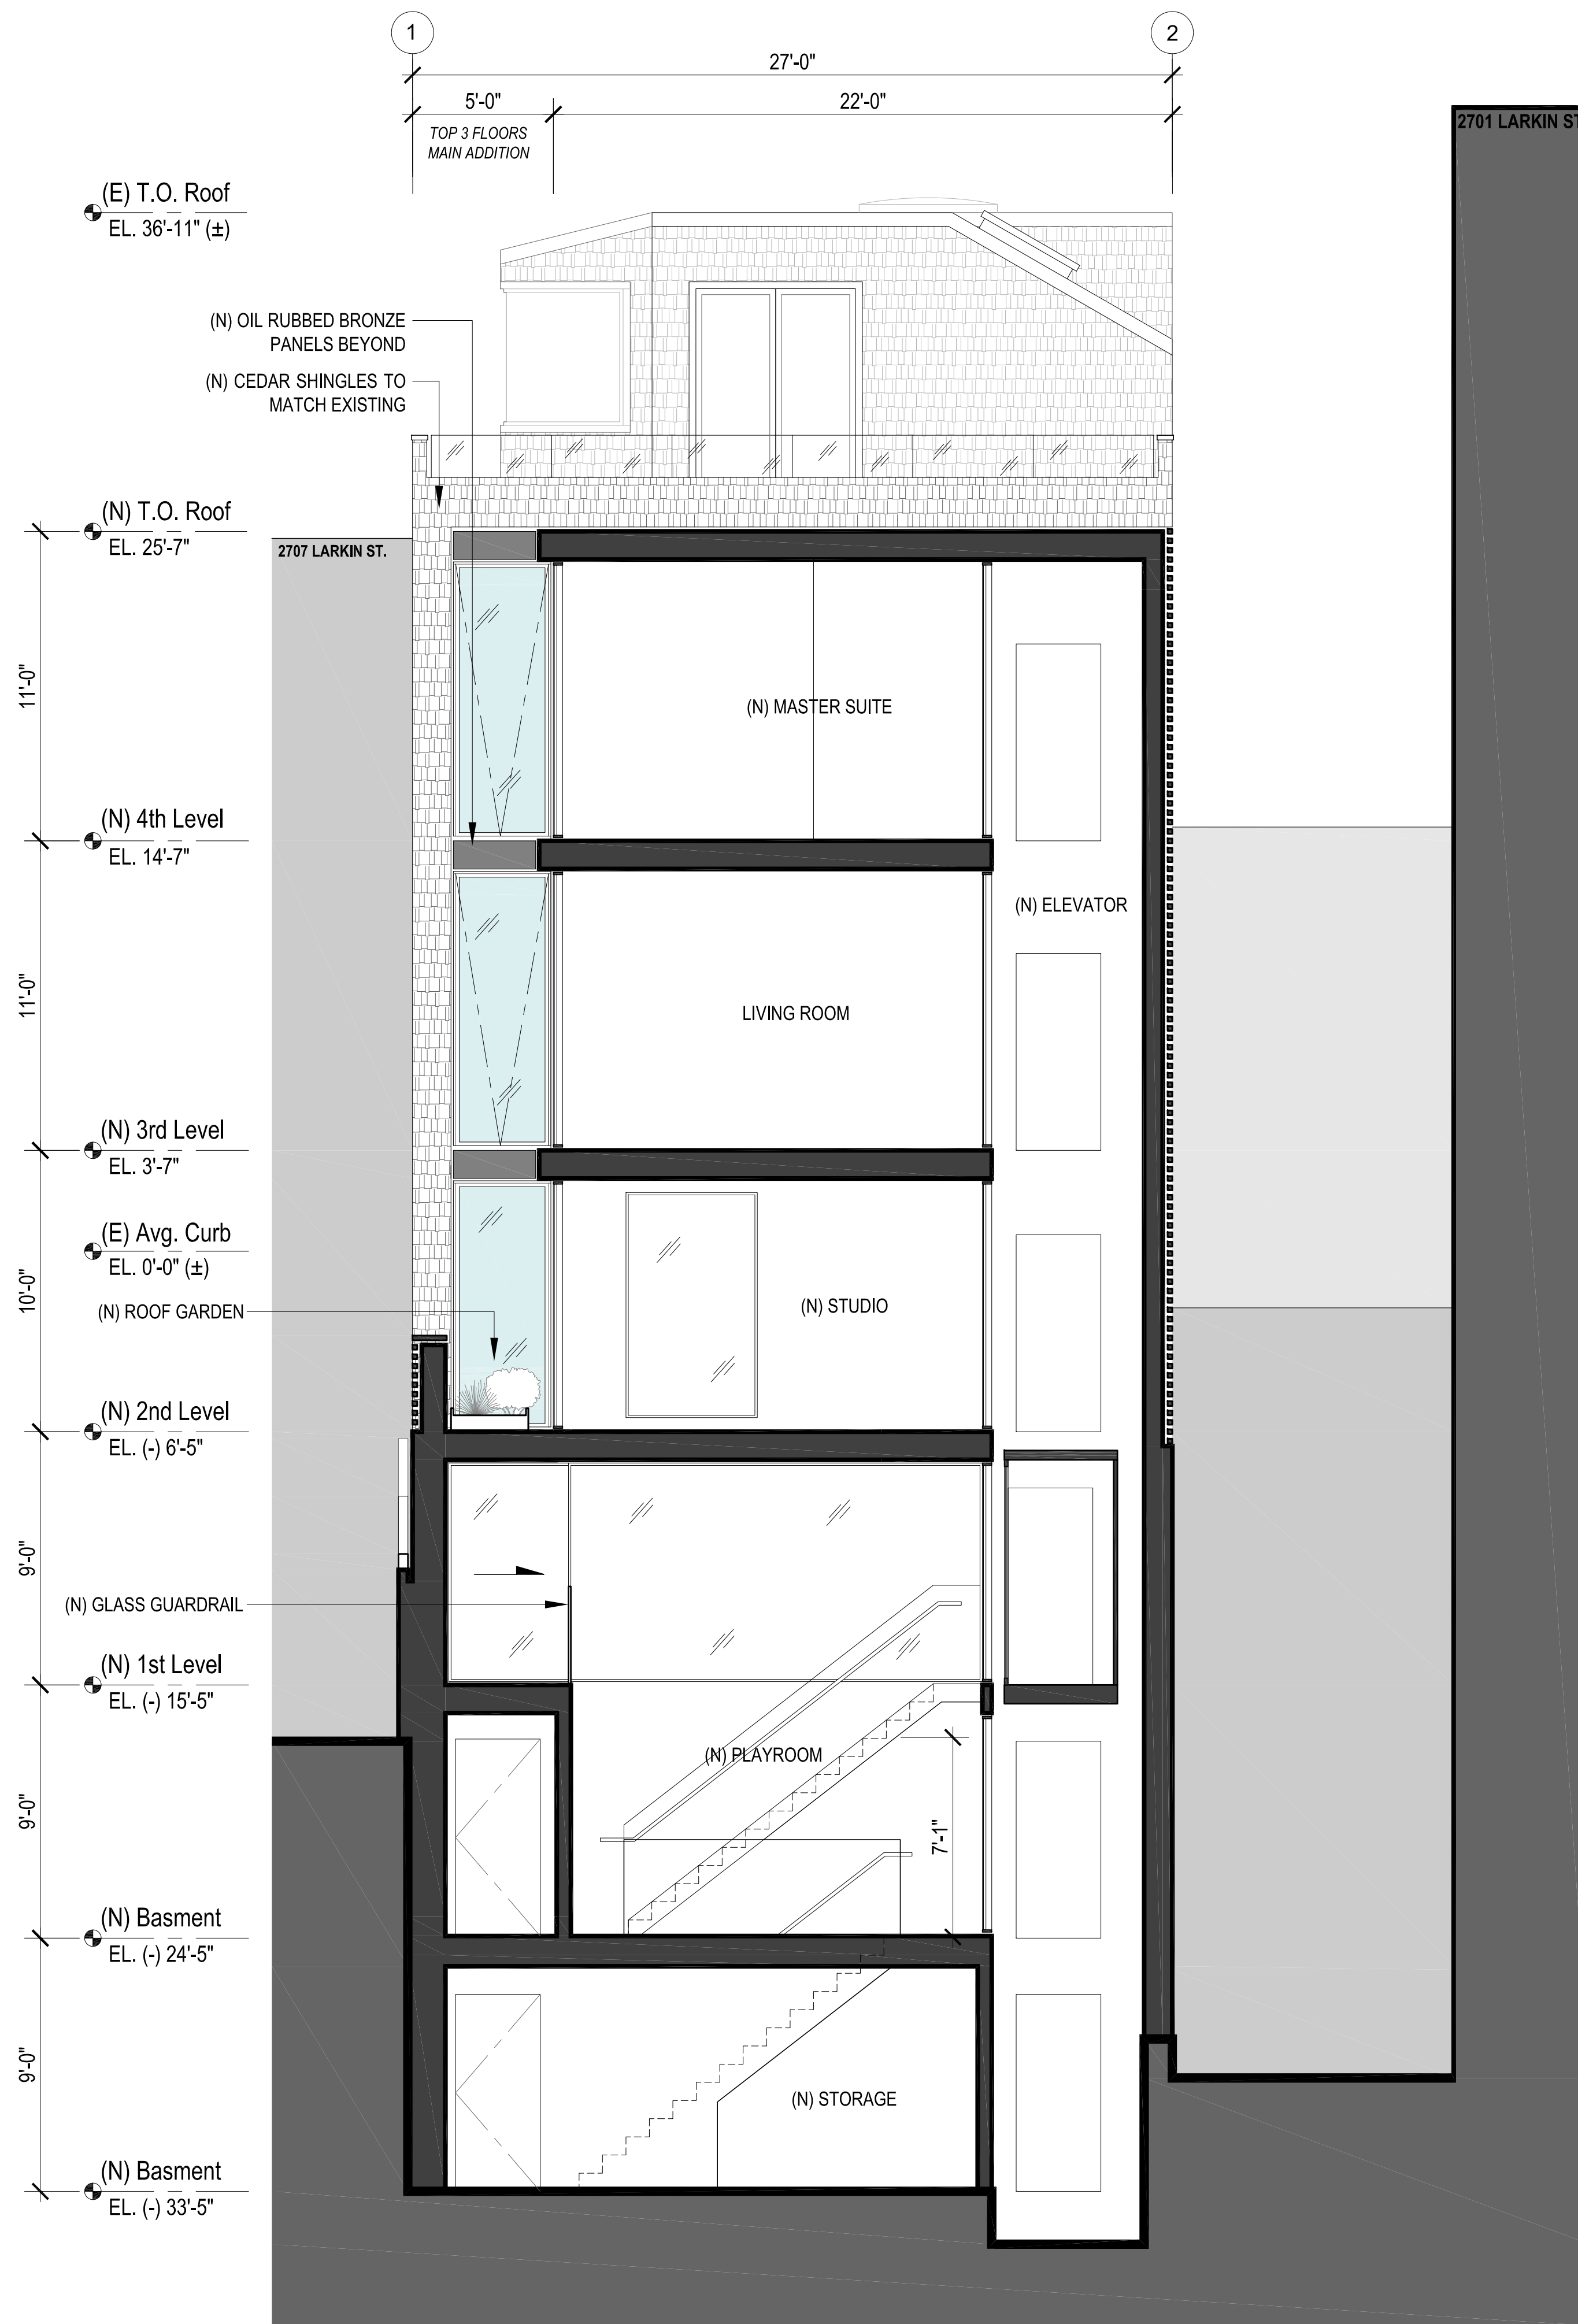 1
2
27'-0"
5'-0"
22'-0"
TOP 3 FLOORS
MAIN ADDITION
2701 LARKIN ST
(E) T.O. Roof
EL. 36'-11" (±)
(N) OIL RUBBED BRONZE
PANELS BEYOND
(N) CEDAR SHINGLES TO
MATCH EXISTING
(N) T.O. Roof
EL. 25'-7"
2707 LARKIN ST.
11'-0"
(N) MASTER SUITE
(N) 4th Level
EL. 14'-7"
(N) ELEVATOR
11'-0"
LIVING ROOM
(N) 3rd Level
EL. 3'-7"
(E) Avg. Curb
EL. 0'-0" (±)
10'-0"
(N) ROOF GARDEN
(N) STUDIO
(N) 2nd Level
EL. (-) 6'-5"
9'-0"
(N) GLASS GUARDRAIL
(N) 1st Level
EL. (-) 15'-5"
(N) PLAYROOM
9'-0"
7'-1"
(N) Basment
EL. (-) 24'-5"
9'-0"
(N) STORAGE
(N) Basment
EL. (-) 33'-5"